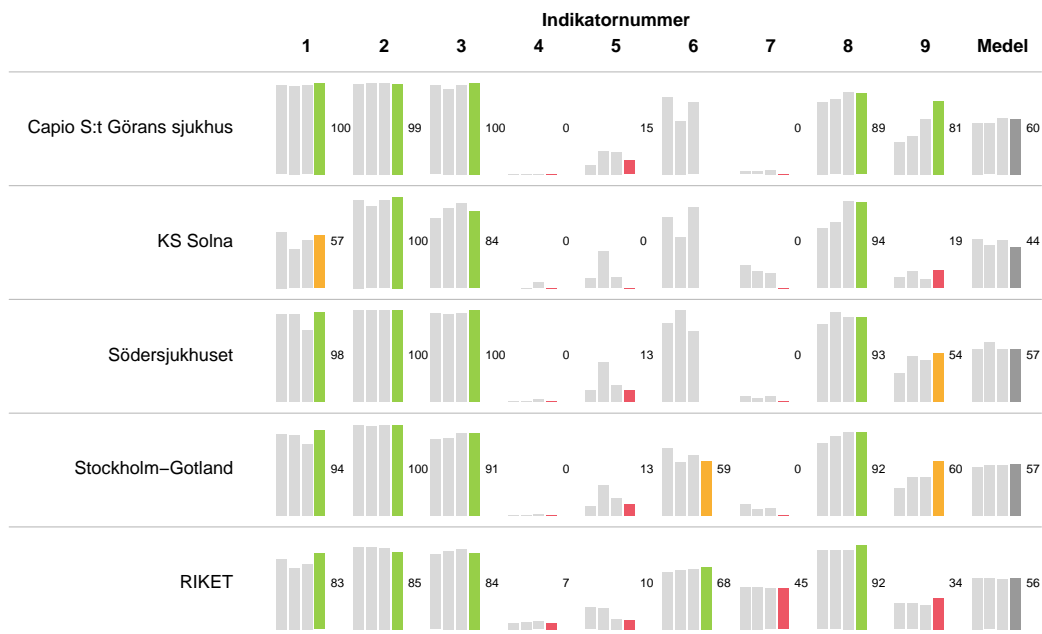 Indikatornummer
1 2 3 4 5 6 7 8 9 Medel
Capio S:t Görans sjukhus 100 99 100 0 15 0 89 81 60
KS Solna 57 100 84 0 0 0 94 19 44
Södersjukhuset 98 100 100 0 13 0 93 54 57
Stockholm–Gotland 94 100 91 0 13 59 0 92 60 57
RIKET 83 85 84 7 10 68 45 92 34 56